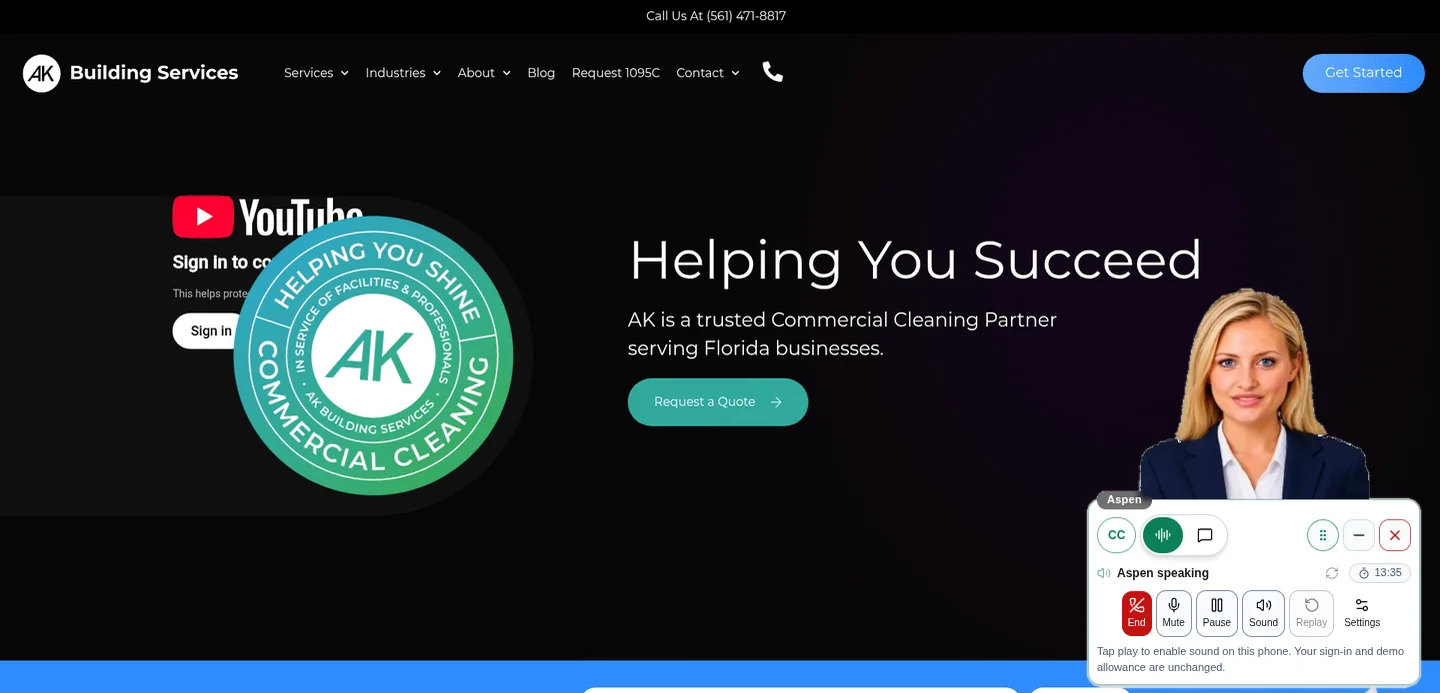 Call Us At (561) 471-8817
AK Building Services
Services
Industries
About
Blog
Request 1095C
Contact
Get Started
YouTube
Sign in to co
This helps prote
Sign in
HELPING YOU SHINE
IN SERVICE OF FACILITIES & PROFESSIONALS
AK
• AK BUILDING SERVICES •
COMMERCIAL CLEANING
Helping You Succeed
AK is a trusted Commercial Cleaning Partner
serving Florida businesses.
Request a Quote
Aspen
CC
Aspen speaking
13:35
End
Mute
Pause
Sound
Replay
Settings
Tap play to enable sound on this phone. Your sign-in and demo
allowance are unchanged.